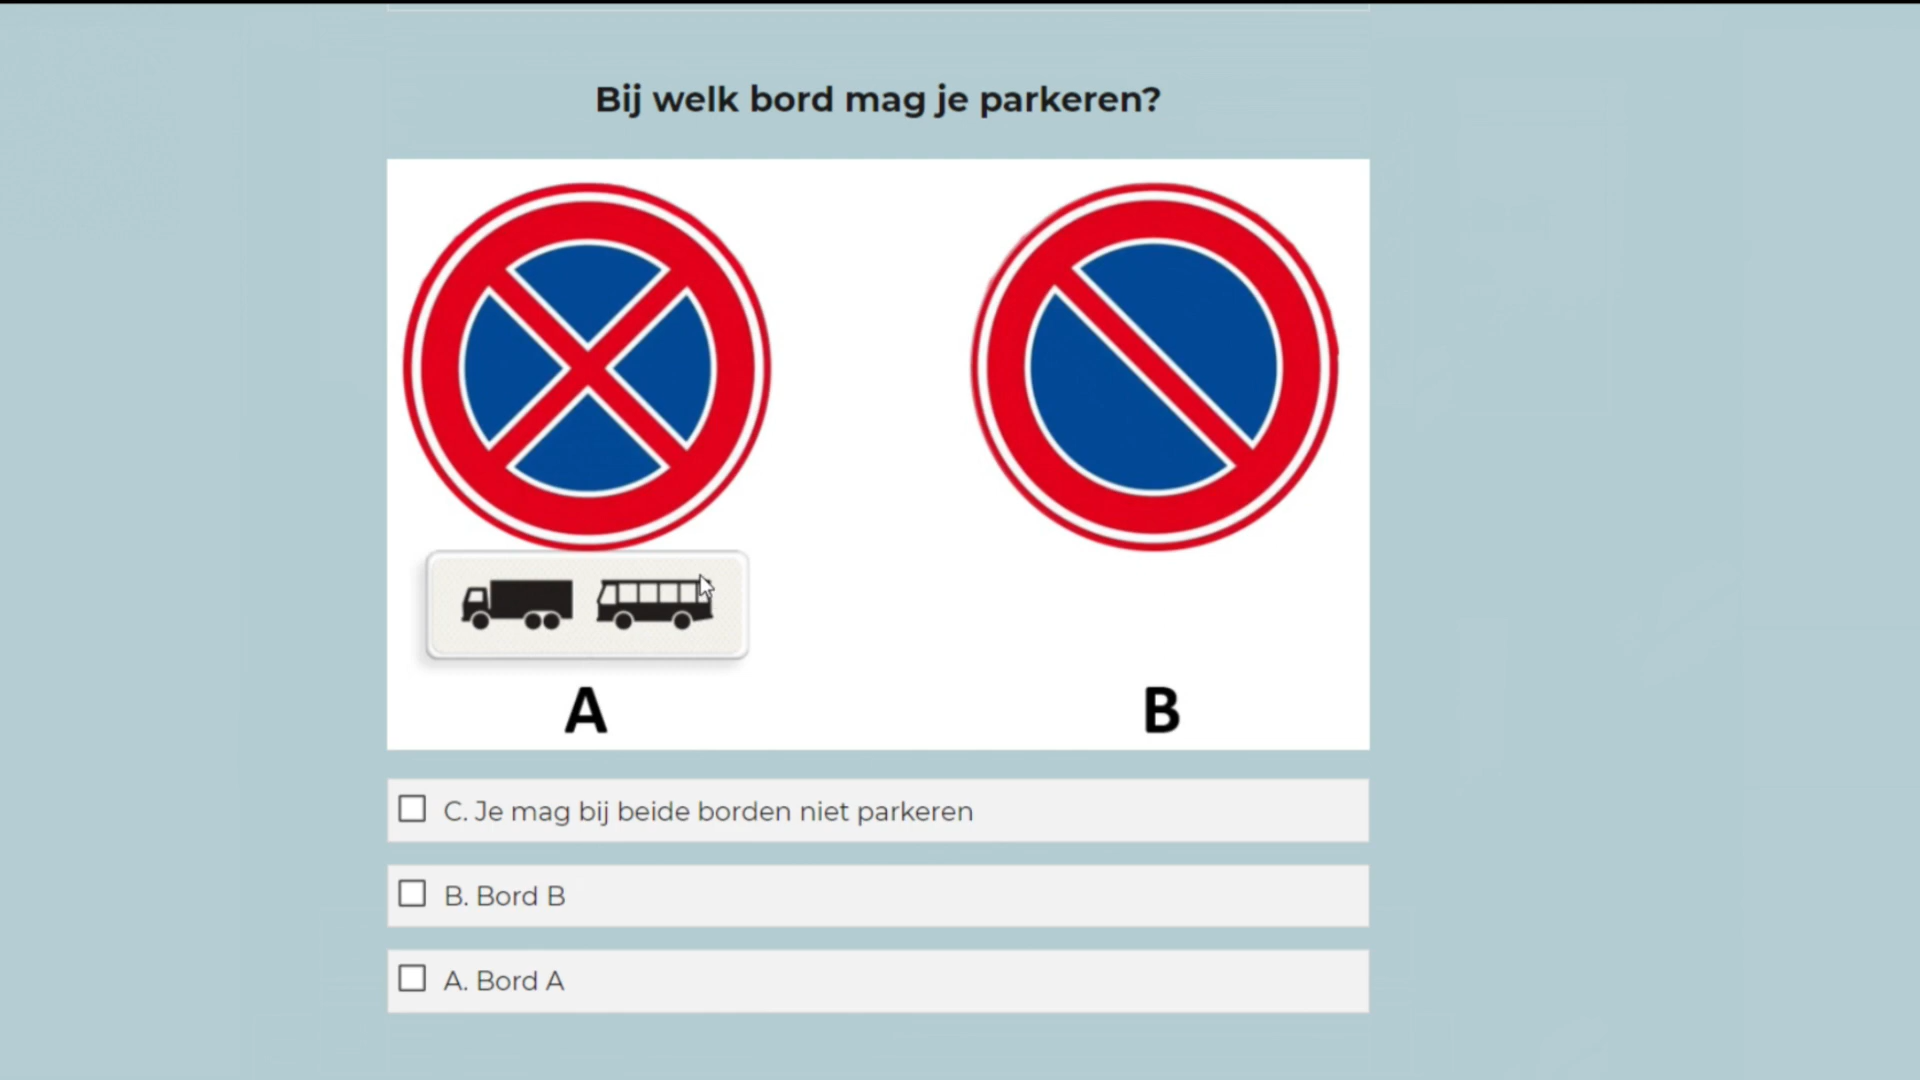 Bij welk bord mag je parkeren?
A
B
C. Je mag bij beide borden niet parkeren
B. Bord B
A. Bord A